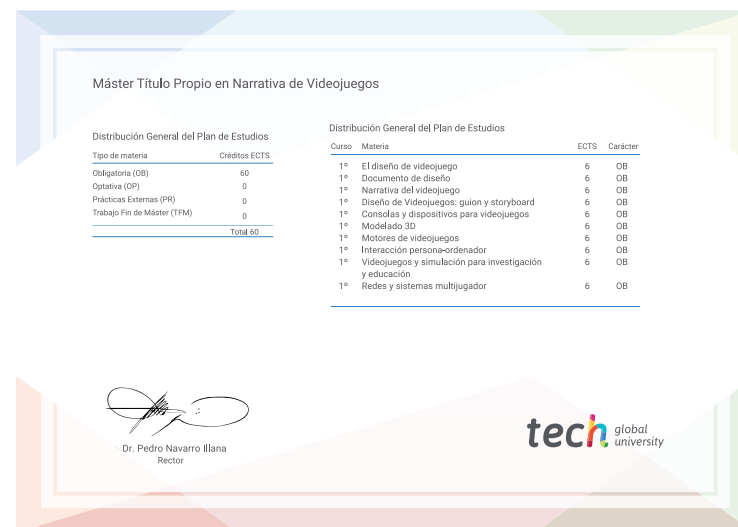 Máster Título Propio en Narrativa de Videojuegos
Distribución General del Plan de Estudios
Tipo de materia Créditos ECTS
Obligatoria (OB) 60
Optativa (OP) 0
Prácticas Externas (PR) 0
Trabajo Fin de Máster (TFM) 0
Total 60
Distribución General del Plan de Estudios
Curso Materia ECTS Carácter
1º El diseño de videojuego 6 OB
1º Documento de diseño 6 OB
1º Narrativa del videojuego 6 OB
1º Diseño de Videojuegos: guion y storyboard 6 OB
1º Consolas y dispositivos para videojuegos 6 OB
1º Modelado 3D 6 OB
1º Motores de videojuegos 6 OB
1º Interacción persona-ordenador 6 OB
1º Videojuegos y simulación para investigación 6 OB
y educación
1º Redes y sistemas multijugador 6 OB
Dr. Pedro Navarro Illana
Rector
tech global
university